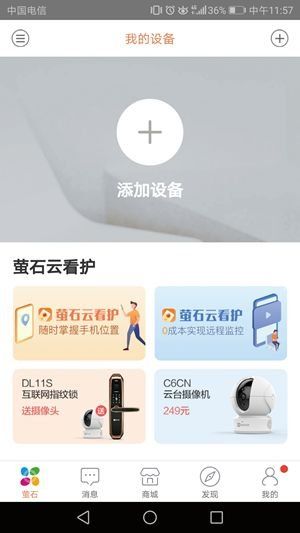 中国电信
36%
中午11:57
我的设备
添加设备
萤石云看护
萤石云看护
随时掌握手机位置
萤石云看护
0成本实现远程监控
DL11S
互联网指纹锁
送摄像头
送
C6CN
云台摄像机
249元
萤石
消息
商城
发现
我的